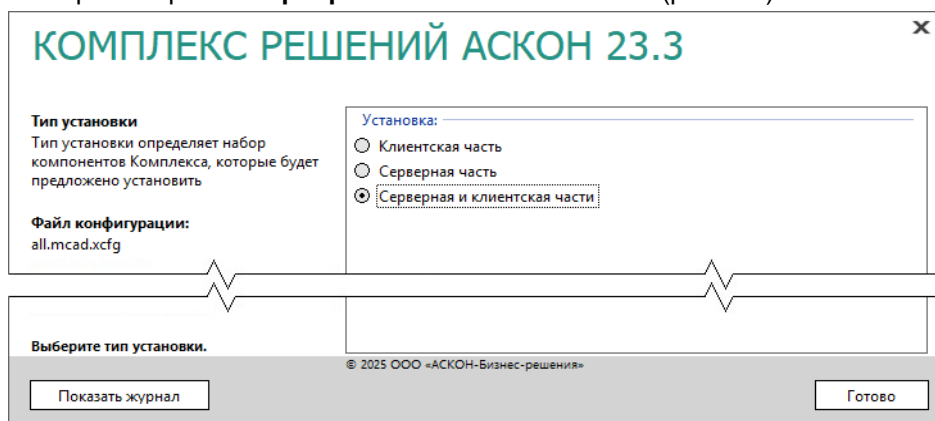 КОМПЛЕКС РЕШЕНИЙ АСКОН 23.3
x
Тип установки
Тип установки определяет набор
компонентов Комплекса, которые будет
предложено установить
Файл конфигурации:
all.mcad.xcfg
Установка:
Клиентская часть
Серверная часть
Серверная и клиентская части
Выберите тип установки.
© 2025 ООО «АСКОН-Бизнес-решения»
Показать журнал
Готово